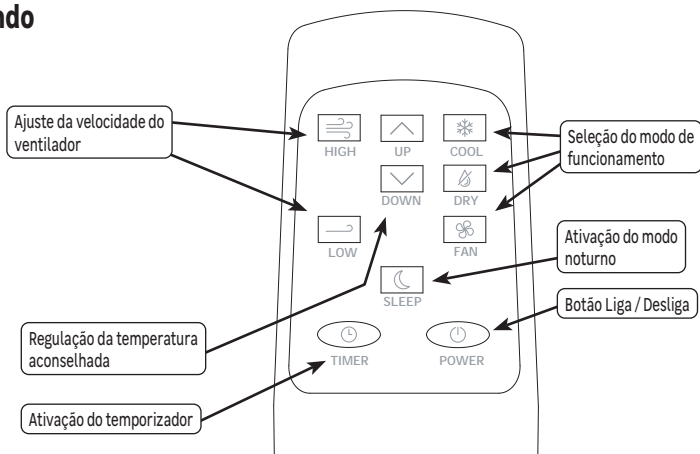 ndo
Ajuste da velocidade do
ventilador
HIGH
UP
COOL
Seleção do modo de
funcionamento
DOWN
DRY
LOW
FAN
Ativação do modo
noturno
SLEEP
Botão Liga / Desliga
Regulação da temperatura
aconselhada
TIMER
POWER
Ativação do temporizador